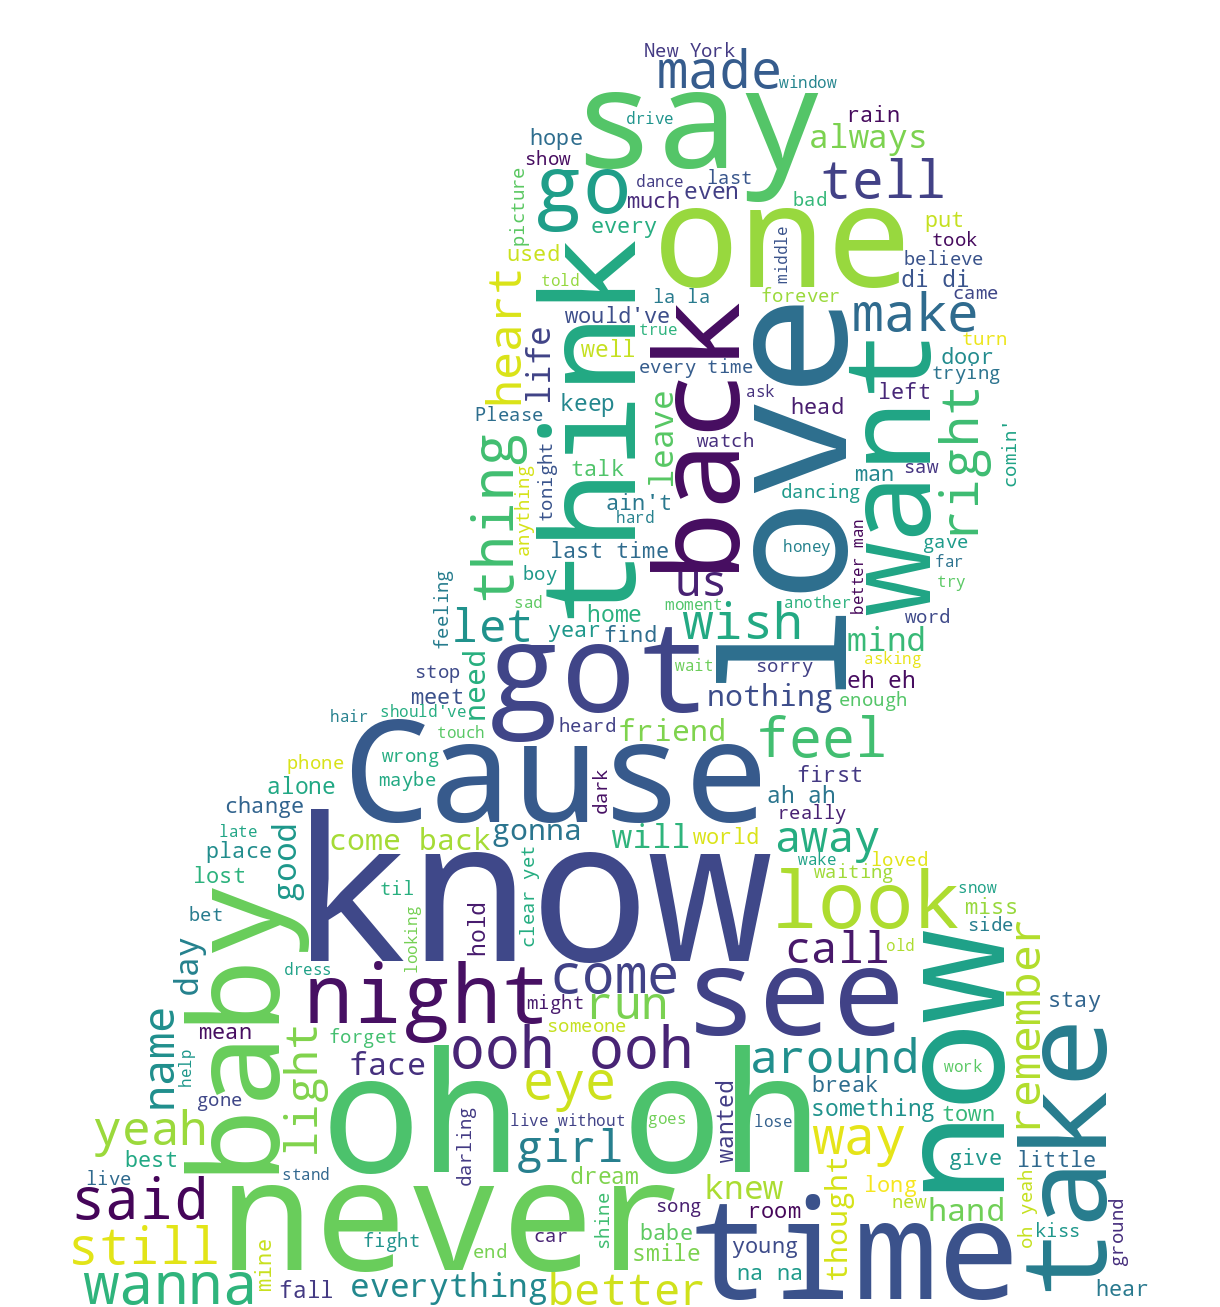 New York
made
window
say
drive
rain
hope
always
show
go
dance
last
tell
picture
much
even
bad
every
one
put
took
used
middle
believe
told
di di
think
la la
forever
came
heart
would've
love
make
life
true
turn
well
back
want
door
every time
trying
Please
keep
ask
left
head
right
leave
comin'
thing
tonight
watch
talk
man
saw
anything
ain't
dancing
hard
last time
honey
gave
better man
far
boy
us
try
feeling
sad
moment
another
let
home
wish
word
year
find
mind
got
asking
stop
need
wait
sorry
eh eh
meet
nothing
enough
hair
should've
touch
heard
friend
feel
Cause
phone
wrong
first
alone
maybe
dark
ah ah
change
really
late
good
come back
gonna
will
world
away
place
know
wake
loved
lost
til
clear yet
waiting
look
snow
bet
looking
hold
miss
side
baby
day
call
old
now
remember
dress
night
come
see
stay
name
mean
might
run
take
light
forget
someone
help
face
ooh ooh
around
gone
eye
break
work
oh oh
wanted
something
town
yeah
live without
goes
lose
way
best
darling
girl
give
little
live
stand
dream
said
never
knew
thought
long
song
room
new
hand
oh yeah
still
fight
shine
babe
time
kiss
ground
mine
end
car
smile
young
wanna
fall
everything
better
na na
hear